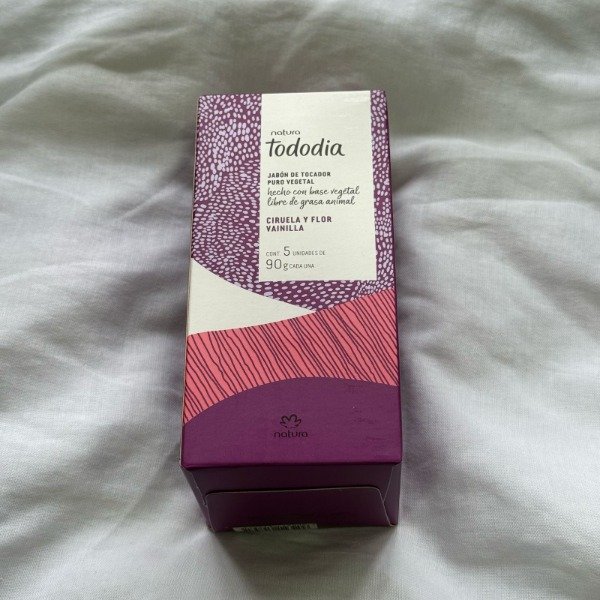 natura
tododia
JABÓN DE TOCADOR
PURO VEGETAL
hecho con base vegetal
libre de grasa animal
CIRUELA Y FLOR
VAINILLA
CONT. 5 UNIDADES DE
90g CADA UNA
natura